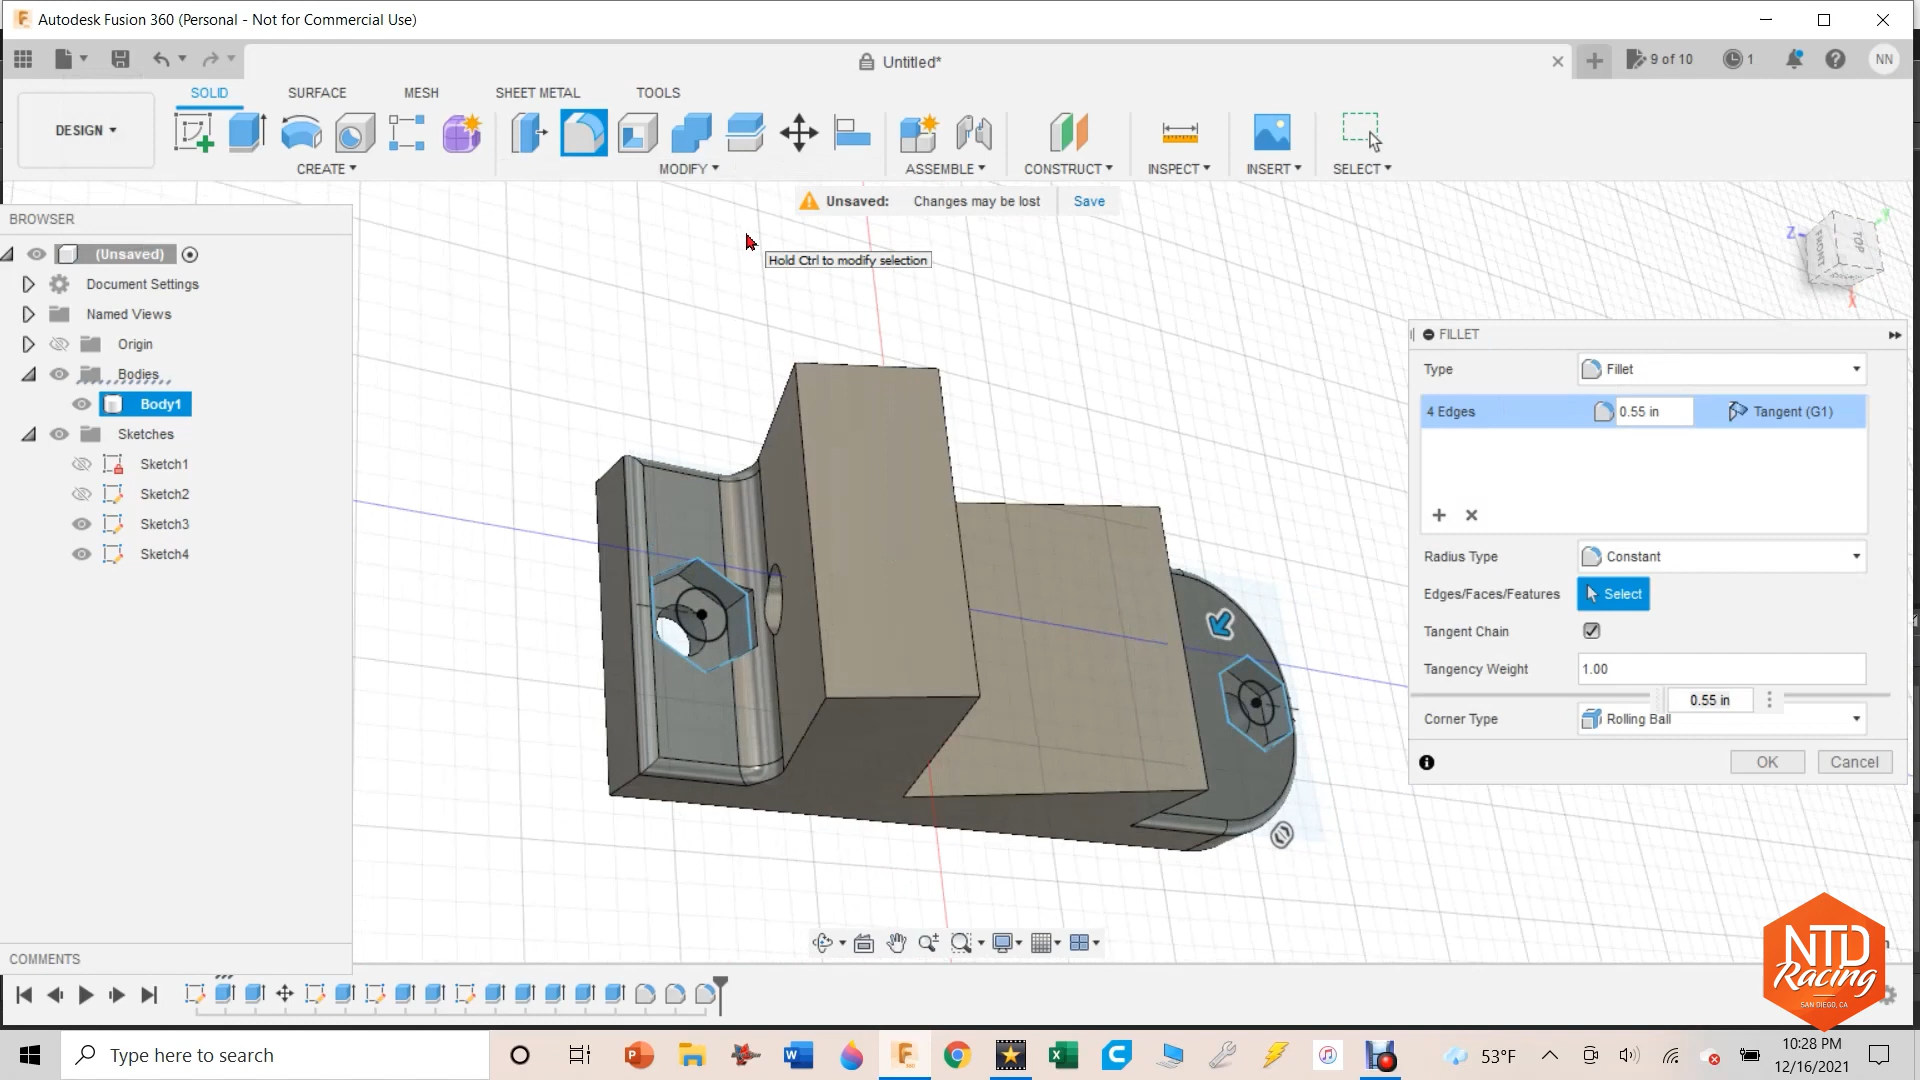 Autodesk Fusion 360 (Personal - Not for Commercial Use)
Untitled*
9 of 10
1
NN
DESIGN
SOLID
SURFACE
MESH
SHEET METAL
TOOLS
CREATE
MODIFY
ASSEMBLE
CONSTRUCT
INSPECT
INSERT
SELECT
Unsaved: Changes may be lost Save
Hold Ctrl to modify selection
BROWSER
(Unsaved)
Document Settings
Named Views
Origin
Bodies
Body1
Sketches
Sketch1
Sketch2
Sketch3
Sketch4
COMMENTS
Z
TOP
FRONT
X
FILLET
Type Fillet
4 Edges 0.55 in Tangent (G1)
Radius Type Constant
Edges/Faces/Features Select
Tangent Chain
Tangency Weight 1.00
0.55 in
Corner Type Rolling Ball
OK Cancel
NTD
Racing
SAN DIEGO, CA
Type here to search
53°F
10:28 PM
12/16/2021